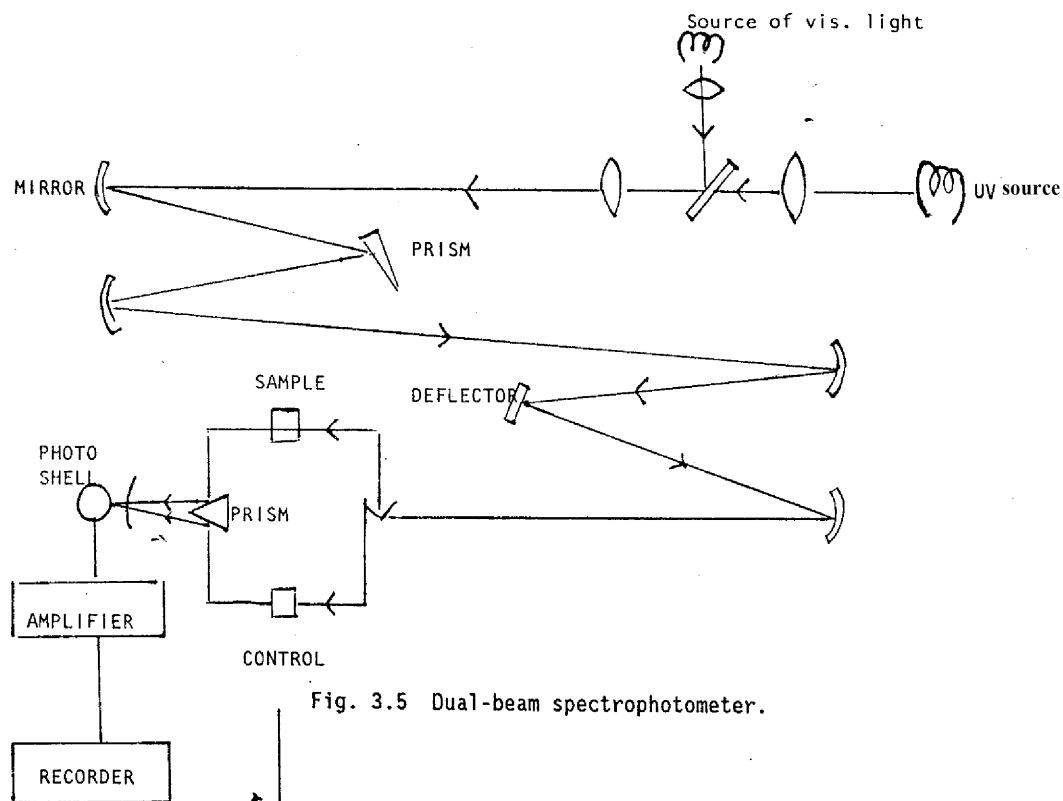 Source of vis. light
MIRROR
UV source
PRISM
SAMPLE
DEFLECTOR
PHOTO
SHELL
PRISM
AMPLIFIER
CONTROL
Fig. 3.5 Dual-beam spectrophotometer.
RECORDER